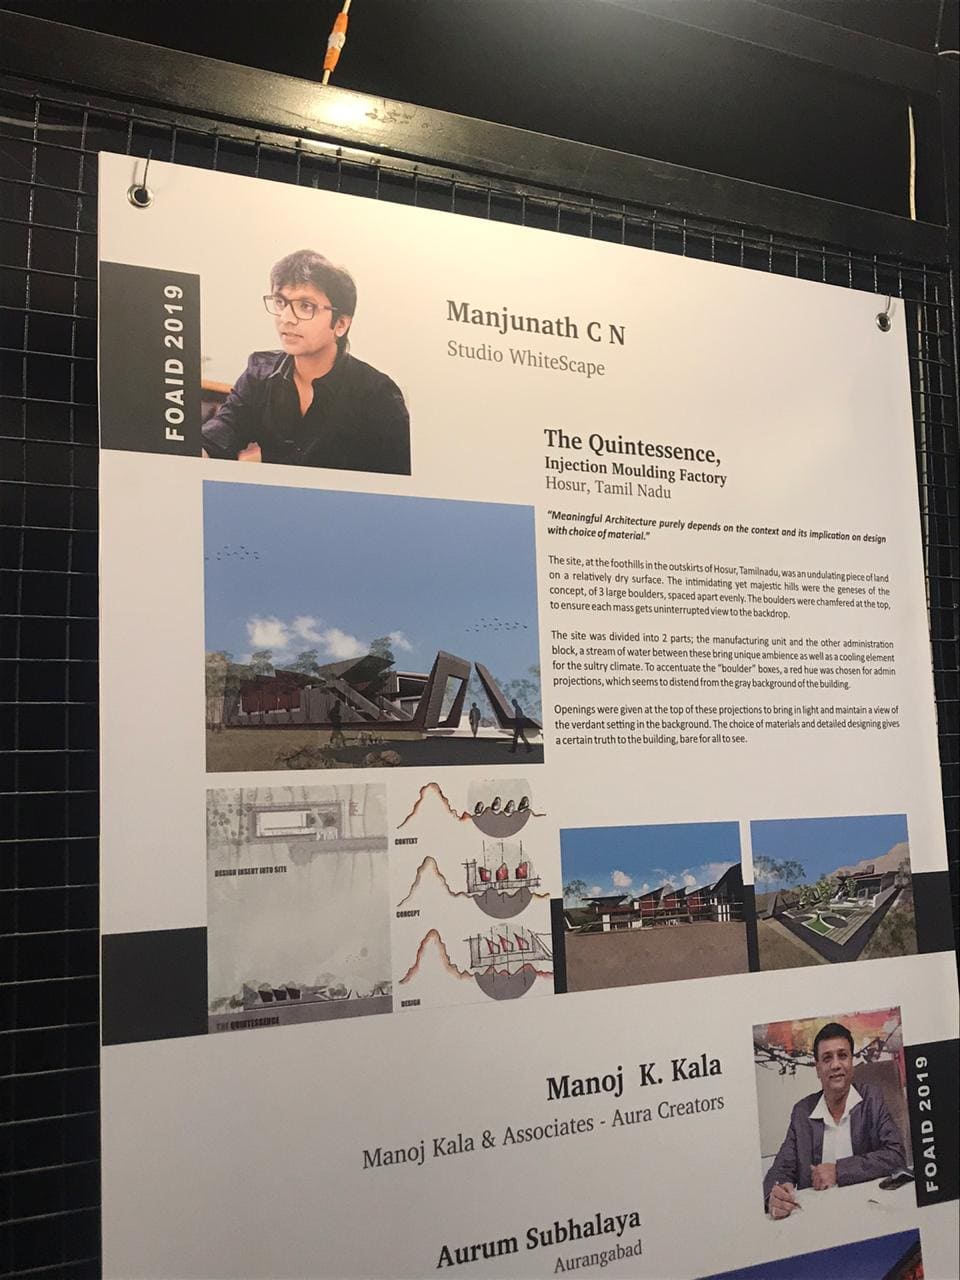 FOAID 2019
Manjunath C N
Studio WhiteScape
The Quintessence,
Injection Moulding Factory
Hosur, Tamil Nadu
"Meaningful Architecture purely depends on the context and its implication on design
with choice of material."
The site, at the foothills in the outskirts of Hosur, Tamilnadu, was an undulating piece of land
on a relatively dry surface. The intimidating yet majestic hills were the geneses of the
concept, of 3 large boulders, spaced apart evenly. The boulders were chamfered at the top,
to ensure each mass gets uninterrupted view to the backdrop.
The site was divided into 2 parts; the manufacturing unit and the other administration
block, a stream of water between these bring unique ambience as well as a cooling element
for the sultry climate. To accentuate the "boulder" boxes, a red hue was chosen for admin
projections, which seems to distend from the gray background of the building.
Openings were given at the top of these projections to bring in light and maintain a view of
the verdant setting in the background. The choice of materials and detailed designing gives
a certain truth to the building, bare for all to see.
DESIGN INSERT INTO SITE
THE QUINTESSENCE
CONTEXT
CONCEPT
DESIGN
Manoj K. Kala
Manoj Kala & Associates - Aura Creators
FOAID 2019
Aurum Subhalaya
Aurangabad